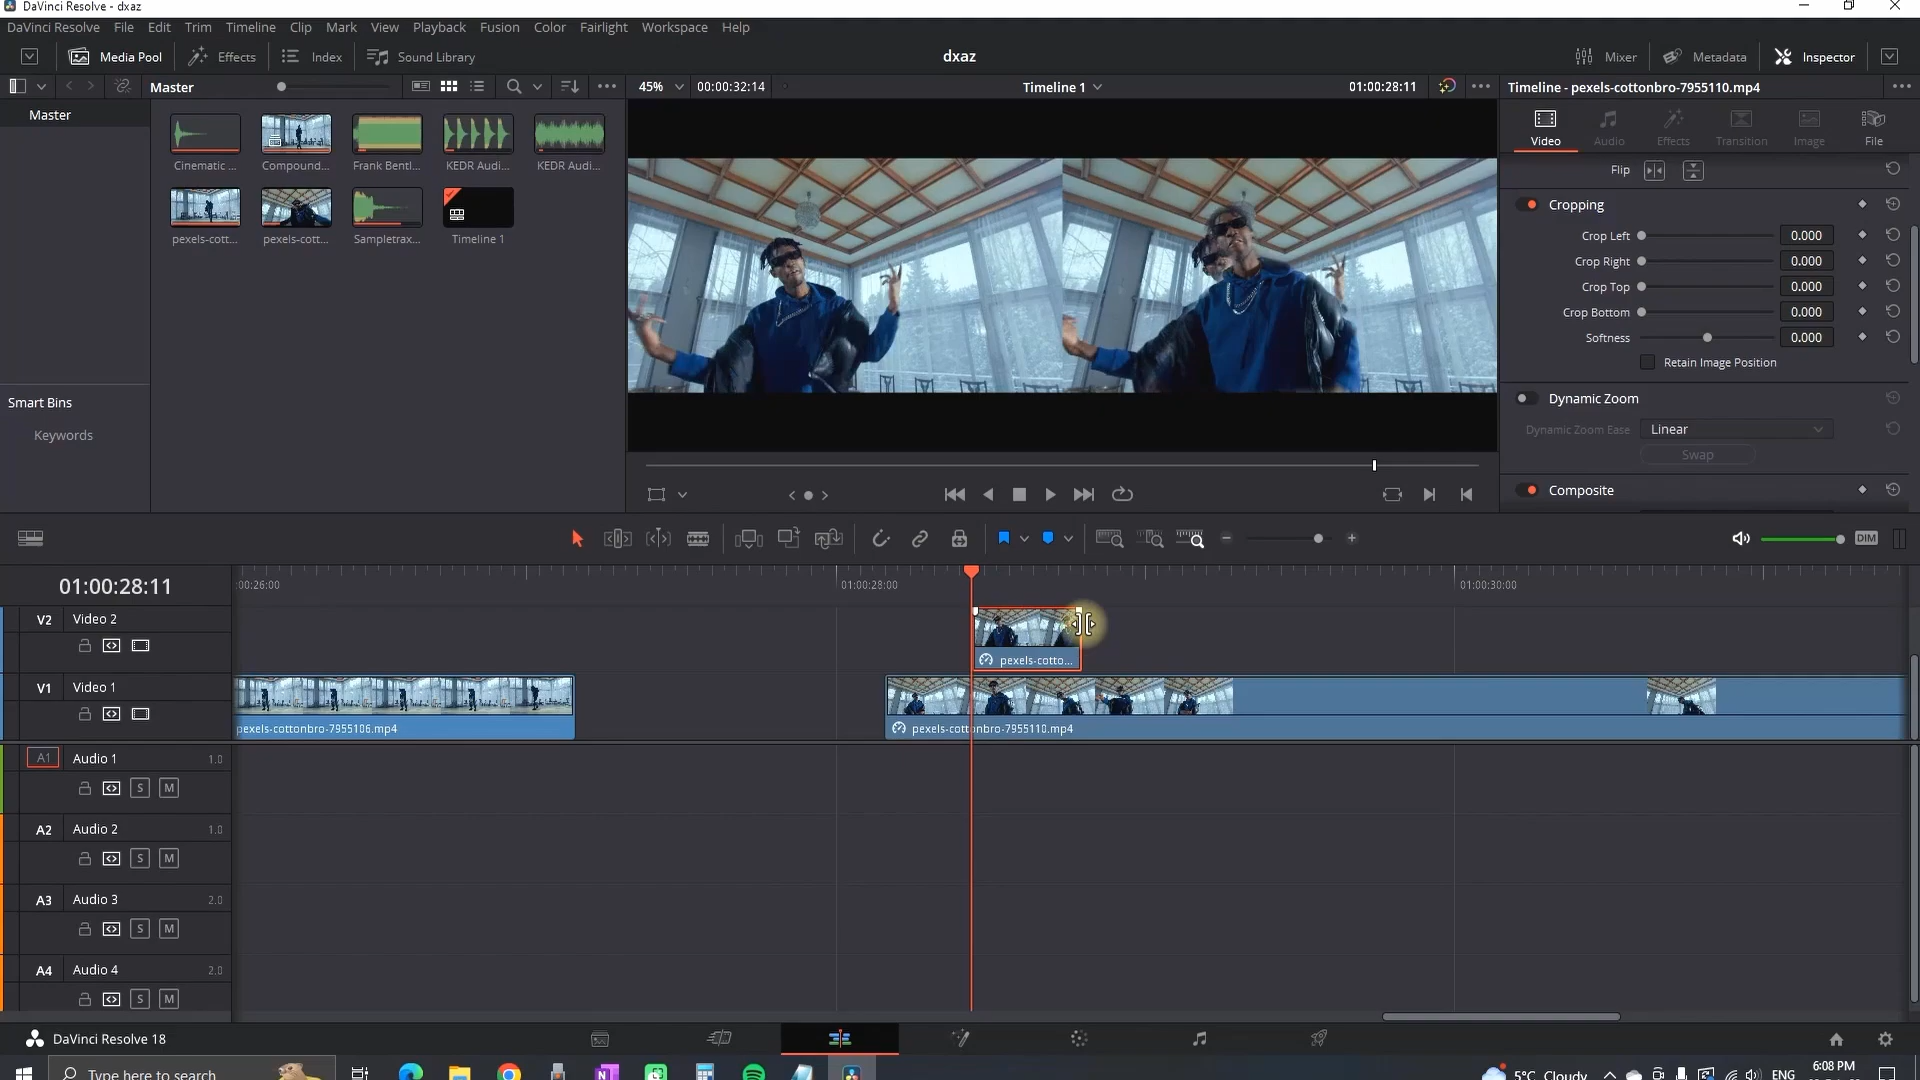 DaVinci Resolve - dxaz
DaVinci Resolve File Edit Trim Timeline Clip Mark View Playback Fusion Color Fairlight Workspace Help
Media Pool Effects Index Sound Library dxaz Mixer Metadata Inspector
Master 45% 00:00:32:14 Timeline 1 01:00:28:11 Timeline - pexels-cottonbro-7955110.mp4
Master
Cinematic ... Compound... Frank Bentl... KEDR Audi... KEDR Audi...
pexels-cott... pexels-cott... Sampletrax... Timeline 1
Smart Bins
Keywords
Video Audio Effects Transition Image File
Flip
Cropping
Crop Left 0.000
Crop Right 0.000
Crop Top 0.000
Crop Bottom 0.000
Softness 0.000
Retain Image Position
Dynamic Zoom
Dynamic Zoom Ease Linear
Swap
Composite
DIM
01:00:28:11 :00:26:00 01:00:28:00 01:00:30:00
V2 Video 2
pexels-cotto...
V1 Video 1
pexels-cottonbro-7955106.mp4 pexels-cottonbro-7955110.mp4
A1 Audio 1 1.0
S M
A2 Audio 2 1.0
S M
A3 Audio 3 2.0
S M
A4 Audio 4 2.0
S M
DaVinci Resolve 18
Type here to search 5°C Cloudy ENG 6:08 PM